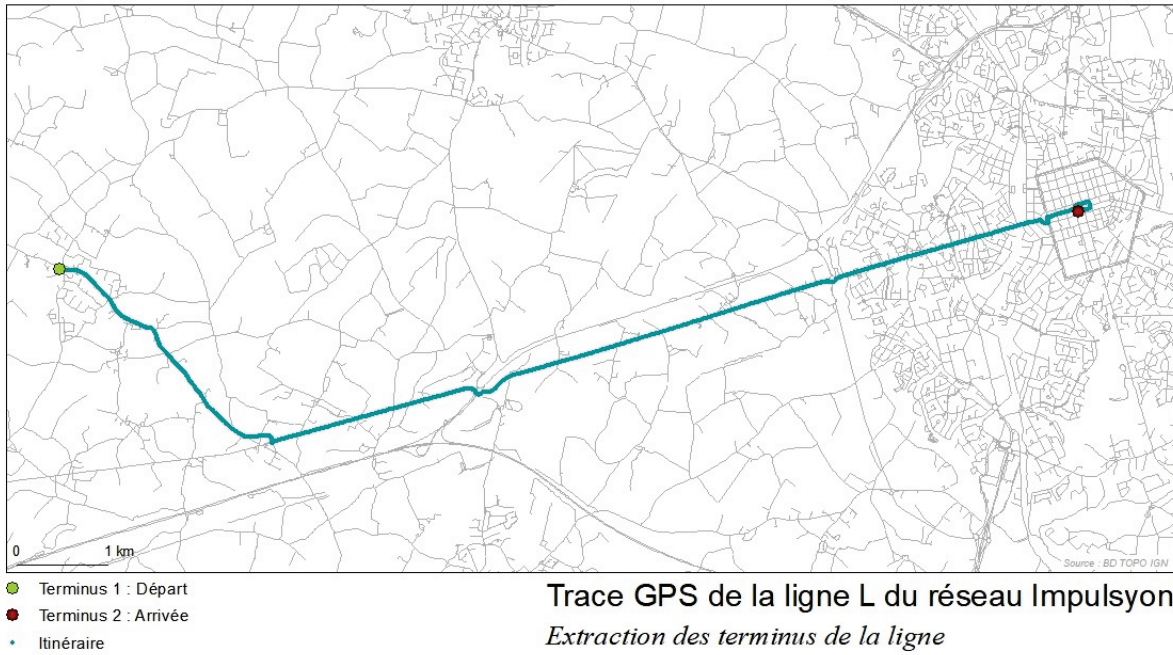 0 1 km
Source : BD TOPO IGN
Terminus 1 : Départ
Terminus 2 : Arrivée
Itinéraire
Trace GPS de la ligne L du réseau Impulsyon
Extraction des terminus de la ligne